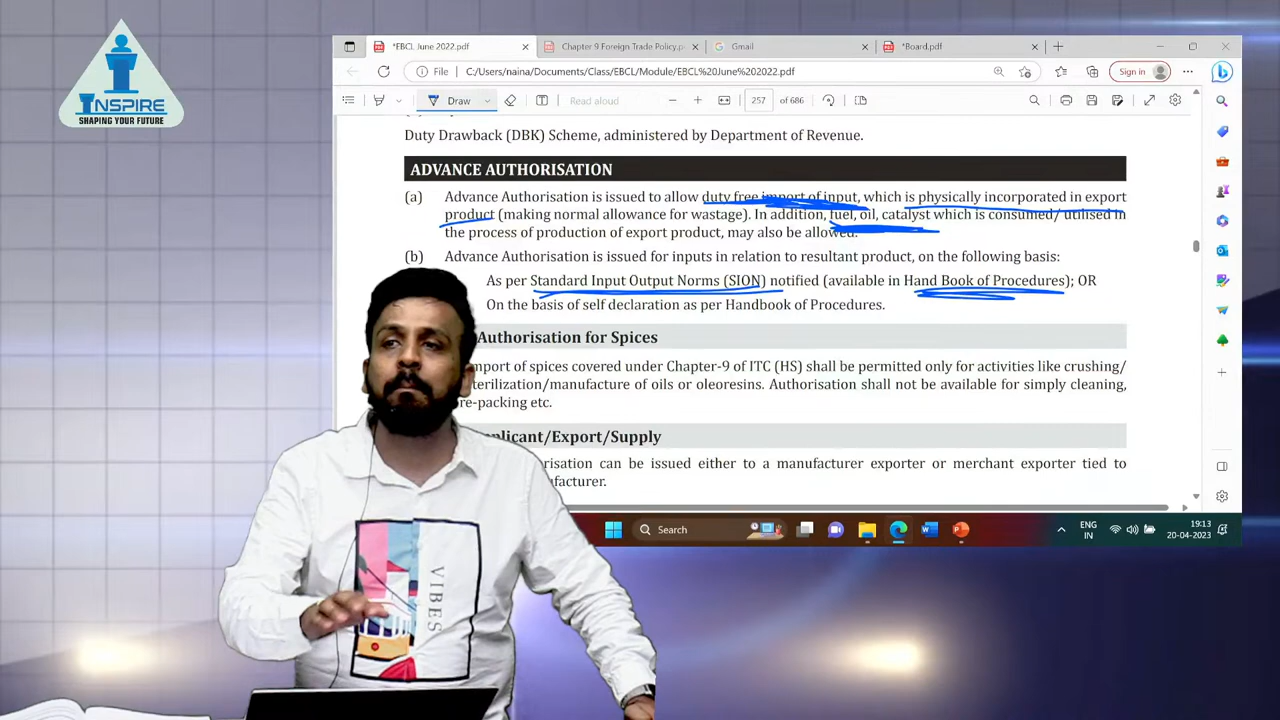 INSPIRE
SHAPING YOUR FUTURE
*EBCL June 2022.pdf
Chapter 9 Foreign Trade Policy.p
Gmail
*Board.pdf
File
C:/Users/naina/Documents/Class/EBCL/Module/EBCL%20June%202022.pdf
Sign in
Draw
Read aloud
257
of 686
Duty Drawback (DBK) Scheme, administered by Department of Revenue.
ADVANCE AUTHORISATION
(a) Advance Authorisation is issued to allow duty free import of input, which is physically incorporated in export
product (making normal allowance for wastage). In addition, fuel, oil, catalyst which is consumed/ utilised in
the process of production of export product, may also be allowed.
(b) Advance Authorisation is issued for inputs in relation to resultant product, on the following basis:
As per Standard Input Output Norms (SION) notified (available in Hand Book of Procedures); OR
On the basis of self declaration as per Handbook of Procedures.
Authorisation for Spices
mport of spices covered under Chapter-9 of ITC (HS) shall be permitted only for activities like crushing/
terilization/manufacture of oils or oleoresins. Authorisation shall not be available for simply cleaning,
re-packing etc.
plicant/Export/Supply
risation can be issued either to a manufacturer exporter or merchant exporter tied to
ufacturer.
Search
ENG
IN
19:13
20-04-2023
VIBES